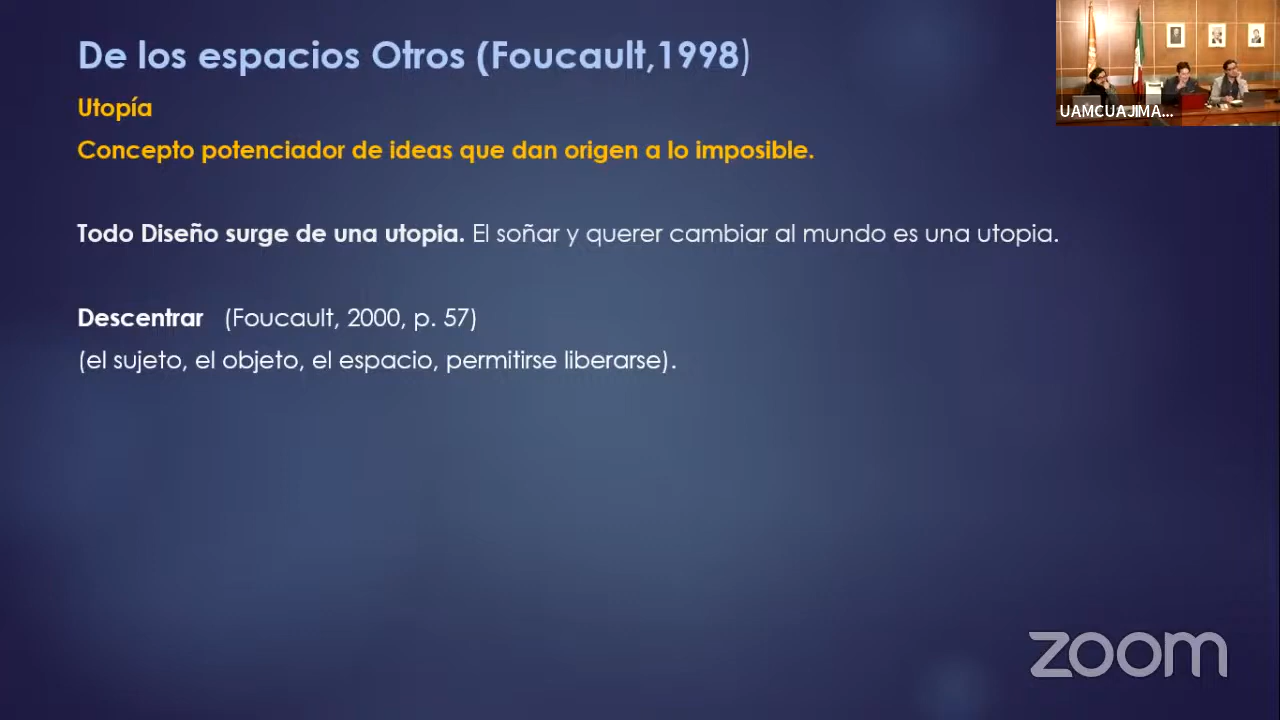 De los espacios Otros (Foucault,1998)
Utopía
Concepto potenciador de ideas que dan origen a lo imposible.
Todo Diseño surge de una utopia. El soñar y querer cambiar al mundo es una utopia.
Descentrar (Foucault, 2000, p. 57)
(el sujeto, el objeto, el espacio, permitirse liberarse).
UAMCUAJIMA...
zoom